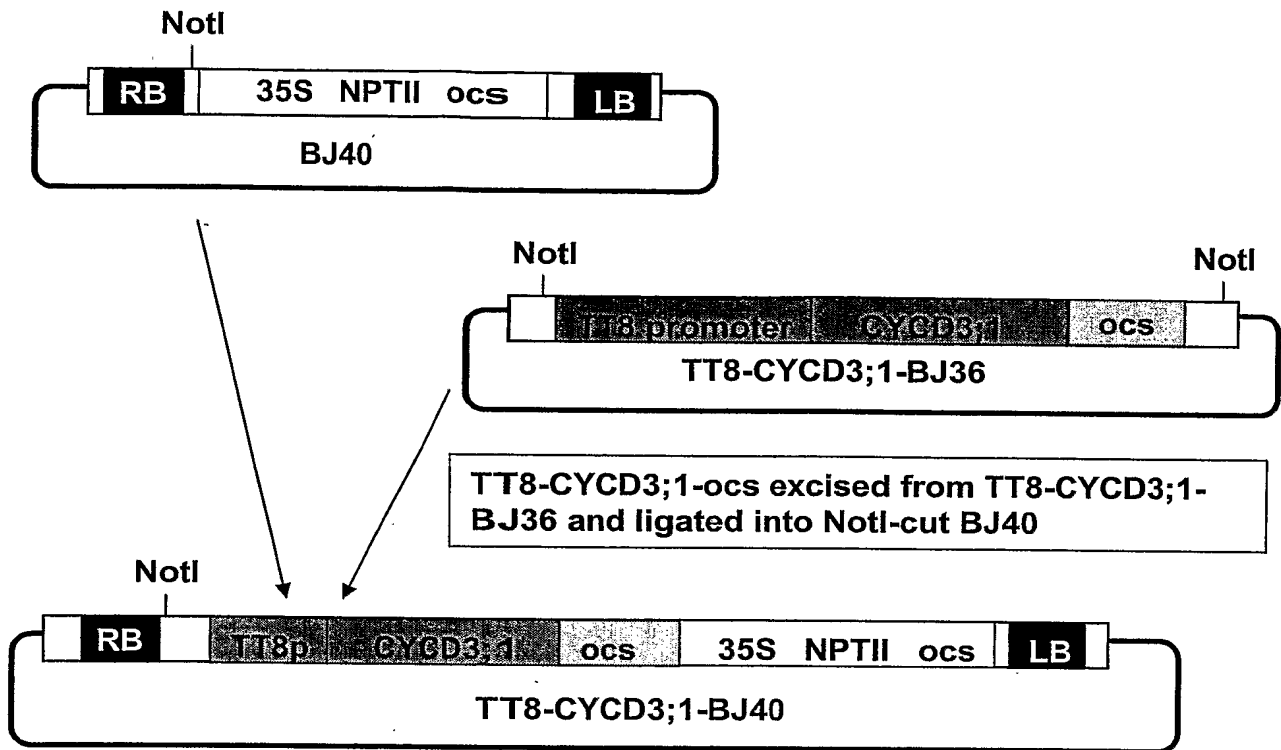 NotI
RB 35S NPTII ocs LB
BJ40
NotI NotI
TT8 promoter CYCD3;1 ocs
TT8-CYCD3;1-BJ36
TT8-CYCD3;1-ocs excised from TT8-CYCD3;1-
BJ36 and ligated into NotI-cut BJ40
NotI
RB TT8p CYCD3;1 ocs 35S NPTII ocs LB
TT8-CYCD3;1-BJ40